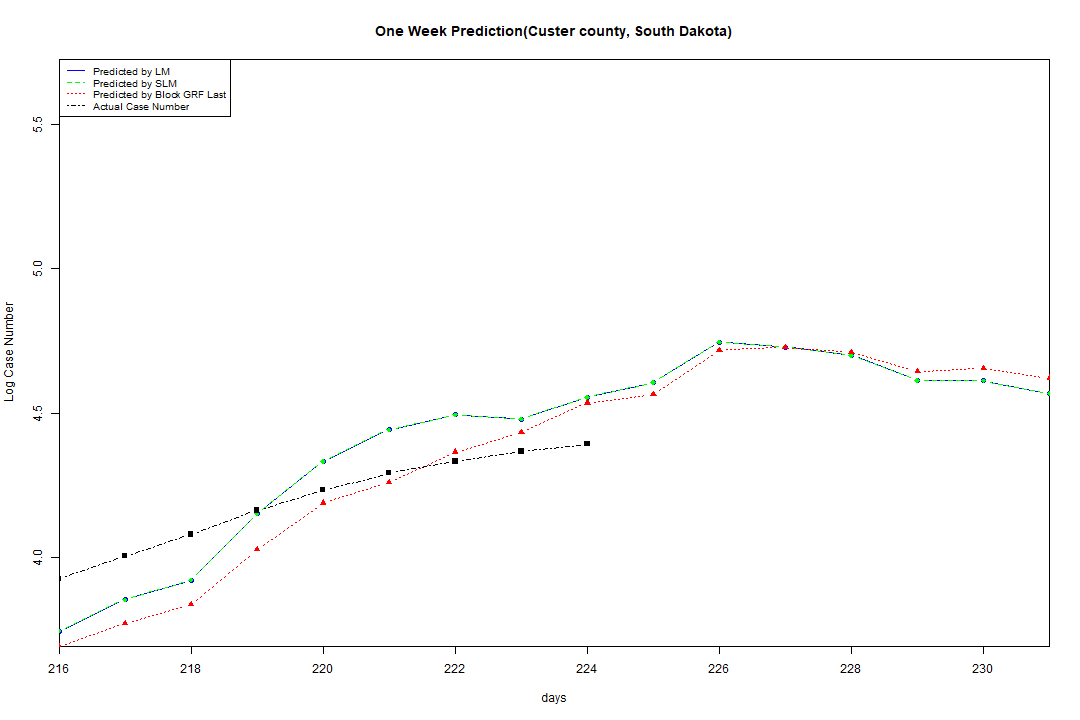 One Week Prediction(Custer county, South Dakota)
Predicted by LM
Predicted by SLM
Predicted by Block GRF Last
Actual Case Number
5.5
5.0
4.5
4.0
Log Case Number
216 218 220 222 224 226 228 230
days